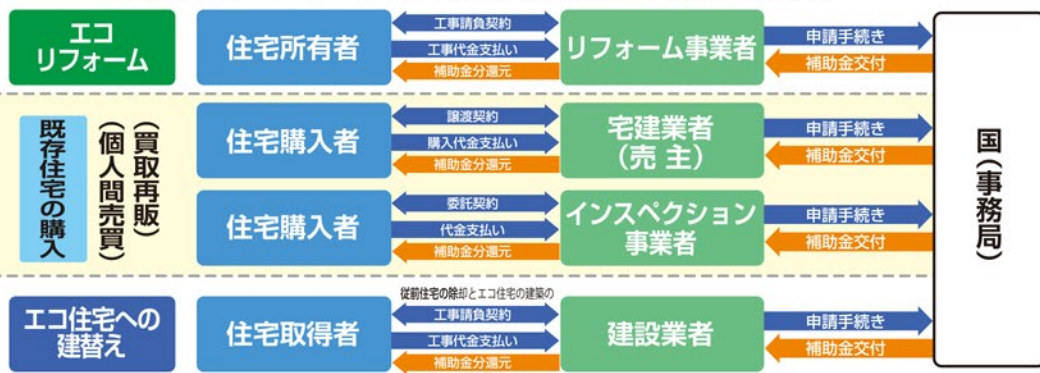 エコ
リフォーム
住宅所有者
工事請負契約
工事代金支払い
補助金分還元
リフォーム事業者
申請手続き
補助金交付
既存住宅の購入
(買取再販)
(個人間売買)
住宅購入者
譲渡契約
購入代金支払い
補助金分還元
宅建業者
(売 主)
申請手続き
補助金交付
住宅購入者
委託契約
代金支払い
補助金分還元
インスペクション
事業者
申請手続き
補助金交付
エコ住宅への
建替え
住宅取得者
従前住宅の除却とエコ住宅の建築の
工事請負契約
工事代金支払い
補助金分還元
建設業者
申請手続き
補助金交付
国(事務局)